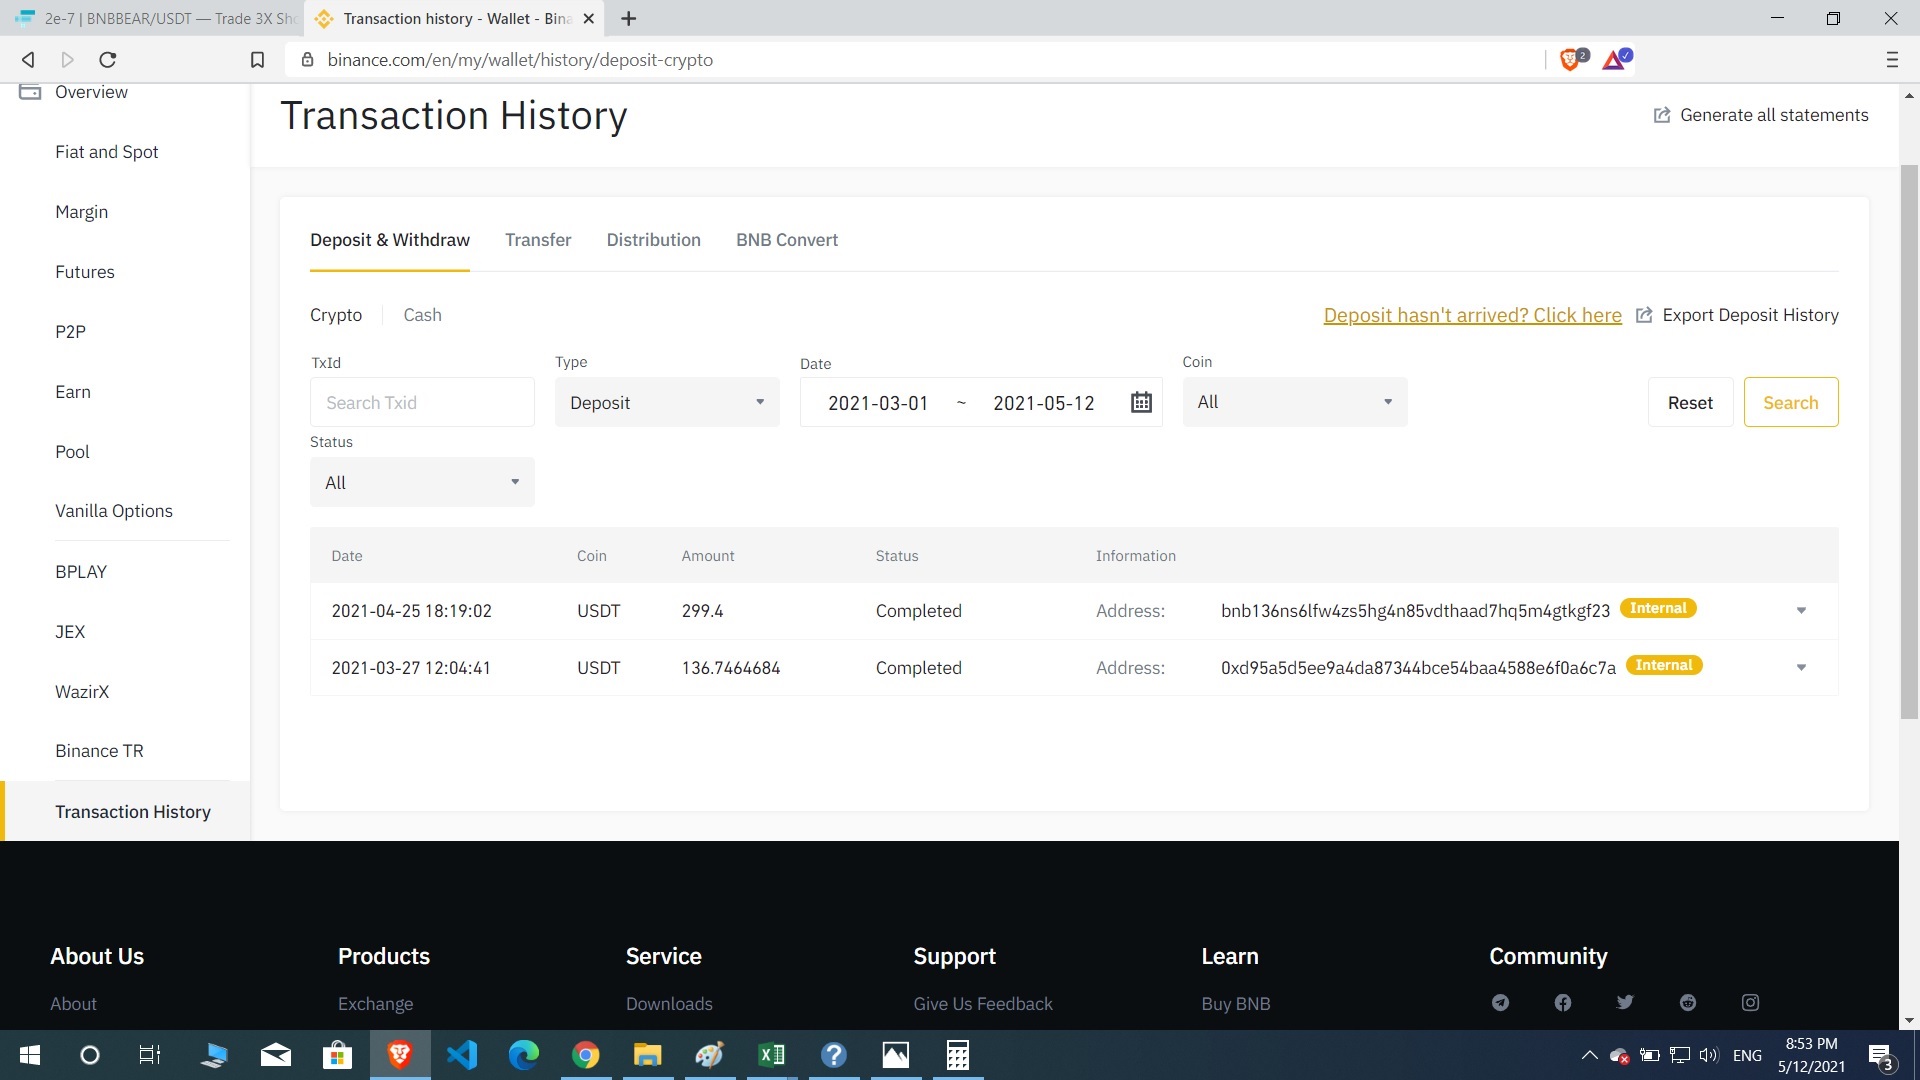 2e-7 | BNBBEAR/USDT — Trade 3X Sho
Transaction history - Wallet - Bina
binance.com/en/my/wallet/history/deposit-crypto
2
Overview
Fiat and Spot
Margin
Futures
P2P
Earn
Pool
Vanilla Options
BPLAY
JEX
WazirX
Binance TR
Transaction History
Transaction History
Generate all statements
Deposit & Withdraw Transfer Distribution BNB Convert
Crypto Cash
Deposit hasn't arrived? Click here Export Deposit History
TxId Type Date Coin
Search Txid Deposit 2021-03-01 ~ 2021-05-12 All Reset Search
Status
All
Date Coin Amount Status Information
2021-04-25 18:19:02 USDT 299.4 Completed Address: bnb136ns6lfw4zs5hg4n85vdthaad7hq5m4gtkgf23 Internal
2021-03-27 12:04:41 USDT 136.7464684 Completed Address: 0xd95a5d5ee9a4da87344bce54baa4588e6f0a6c7a Internal
About Us Products Service Support Learn Community
About Exchange Downloads Give Us Feedback Buy BNB
ENG
8:53 PM
5/12/2021
3